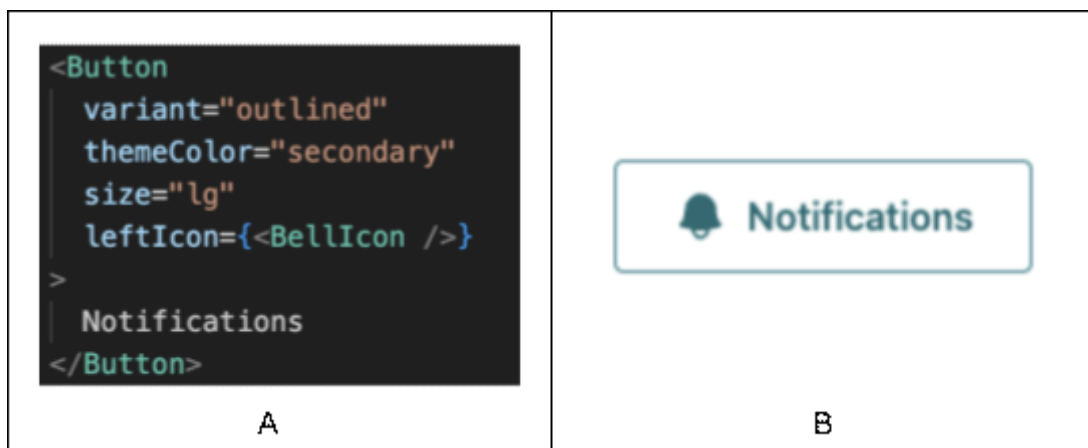 <Button
variant="outlined"
themeColor="secondary"
size="lg"
leftIcon={<BellIcon />}
>
Notifications
</Button>
A
Notifications
B